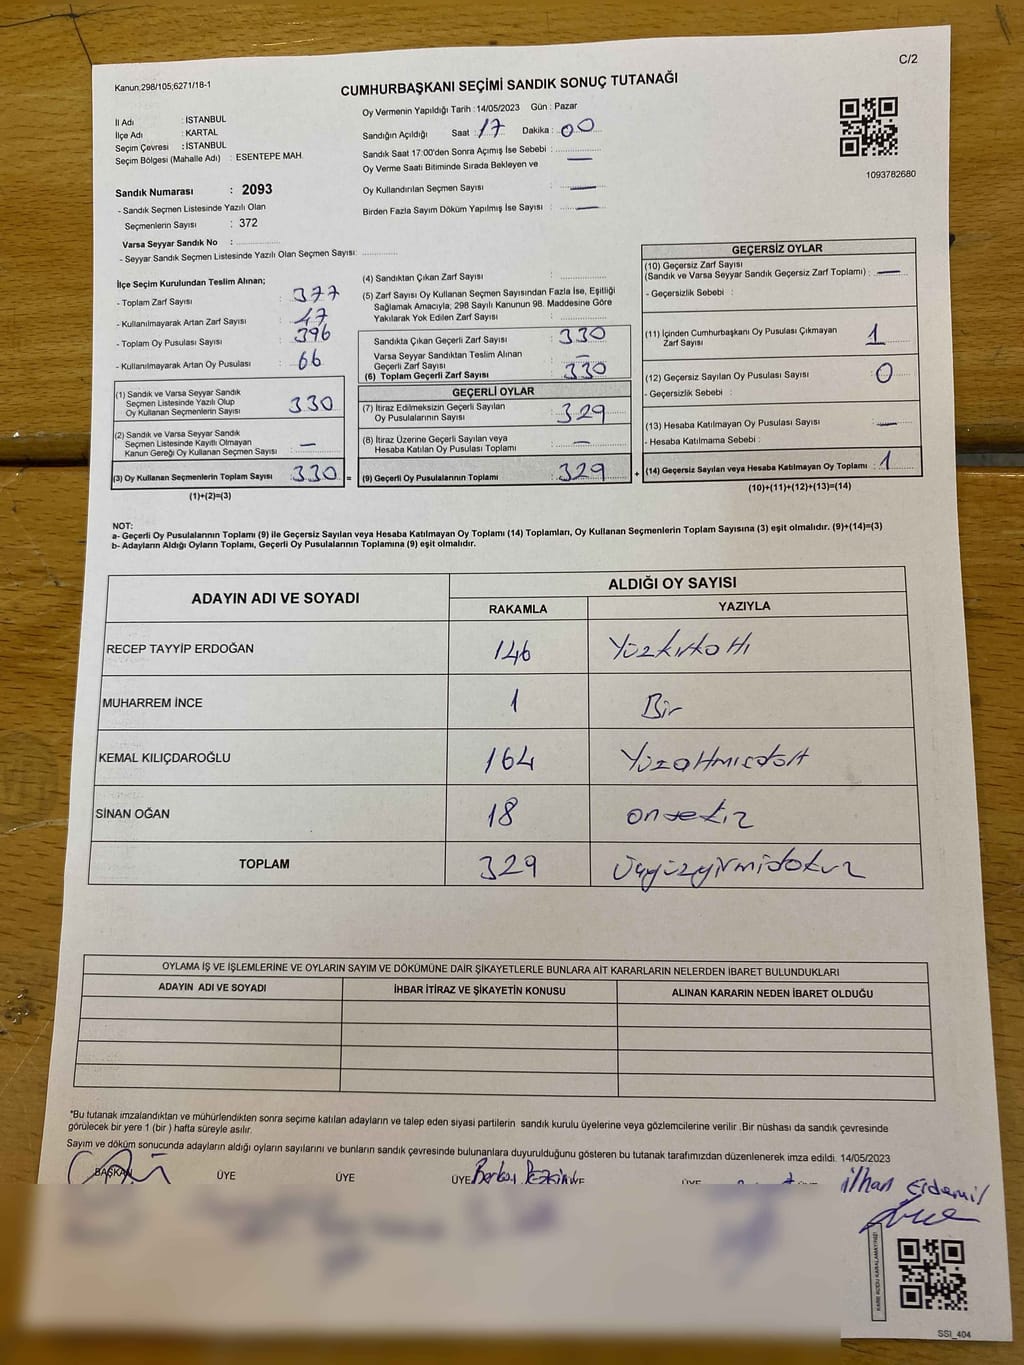 C/2
Kanun;298/105;6271/18-1
CUMHURBAŞKANI SEÇİMİ SANDIK SONUÇ TUTANAĞI
İl Adı : İSTANBUL
İlçe Adı : KARTAL
Seçim Çevresi : İSTANBUL
Seçim Bölgesi (Mahalle Adı) : ESENTEPE MAH.
Sandık Numarası : 2093
- Sandık Seçmen Listesinde Yazılı Olan
Seçmenlerin Sayısı : 372
Varsa Seyyar Sandık No :
- Seyyar Sandık Seçmen Listesinde Yazılı Olan Seçmen Sayısı:
Oy Vermenin Yapıldığı Tarih : 14/05/2023 Gün : Pazar
Sandığın Açıldığı Saat : 17 Dakika : 00
Sandık Saat 17:00'den Sonra Açımış İse Sebebi :
Oy Verme Saati Bitiminde Sırada Bekleyen ve —
Oy Kullandırılan Seçmen Sayısı : —
Birden Fazla Sayım Döküm Yapılmış İse Sayısı : —
1093782680
İlçe Seçim Kurulundan Teslim Alınan;
- Toplam Zarf Sayısı : 377
- Kullanılmayarak Artan Zarf Sayısı : 47
- Toplam Oy Pusulası Sayısı : 396
- Kullanılmayarak Artan Oy Pusulası : 66
(1) Sandık ve Varsa Seyyar Sandık
Seçmen Listesinde Yazılı Olup
Oy Kullanan Seçmenlerin Sayısı 330
(2) Sandık ve Varsa Seyyar Sandık
Seçmen Listesinde Kayıtlı Olmayan
Kanun Gereği Oy Kullanan Seçmen Sayısı : —
(3) Oy Kullanan Seçmenlerin Toplam Sayısı 330 =
(1)+(2)=(3)
(4) Sandıktan Çıkan Zarf Sayısı :
(5) Zarf Sayısı Oy Kullanan Seçmen Sayısından Fazla İse, Eşitliği
Sağlamak Amacıyla; 298 Sayılı Kanunun 98. Maddesine Göre
Yakılarak Yok Edilen Zarf Sayısı :
Sandıkta Çıkan Geçerli Zarf Sayısı : 330
Varsa Seyyar Sandıktan Teslim Alınan
Geçerli Zarf Sayısı : —
(6) Toplam Geçerli Zarf Sayısı : 330
GEÇERLİ OYLAR
(7) İtiraz Edilmeksizin Geçerli Sayılan
Oy Pusulalarının Sayısı : 329
(8) İtiraz Üzerine Geçerli Sayılan veya
Hesaba Katılan Oy Pusulası Toplamı : —
(9) Geçerli Oy Pusulalarının Toplamı : 329 +
GEÇERSİZ OYLAR
(10) Geçersiz Zarf Sayısı
(Sandık ve Varsa Seyyar Sandık Geçersiz Zarf Toplamı) : —
- Geçersizlik Sebebi :
(11) İçinden Cumhurbaşkanı Oy Pusulası Çıkmayan
Zarf Sayısı : 1
(12) Geçersiz Sayılan Oy Pusulası Sayısı : 0
- Geçersizlik Sebebi :
(13) Hesaba Katılmayan Oy Pusulası Sayısı : —
- Hesaba Katılmama Sebebi :
(14) Geçersiz Sayılan veya Hesaba Katılmayan Oy Toplamı : 1
(10)+(11)+(12)+(13)=(14)
NOT:
a- Geçerli Oy Pusulalarının Toplamı (9) ile Geçersiz Sayılan veya Hesaba Katılmayan Oy Toplamı (14) Toplamları, Oy Kullanan Seçmenlerin Toplam Sayısına (3) eşit olmalıdır. (9)+(14)=(3)
b- Adayların Aldığı Oyların Toplamı, Geçerli Oy Pusulalarının Toplamına (9) eşit olmalıdır.
ADAYIN ADI VE SOYADI ALDIĞI OY SAYISI
RAKAMLA YAZIYLA
RECEP TAYYİP ERDOĞAN 146 Yüzkırkaltı
MUHARREM İNCE 1 Bir
KEMAL KILIÇDAROĞLU 164 Yüzaltmışdört
SİNAN OĞAN 18 onsekiz
TOPLAM 329 Üçyüzyirmidokuz
OYLAMA İŞ VE İŞLEMLERİNE VE OYLARIN SAYIM VE DÖKÜMÜNE DAİR ŞİKAYETLERLE BUNLARA AİT KARARLARIN NELERDEN İBARET BULUNDUKLARI
ADAYIN ADI VE SOYADI İHBAR İTİRAZ VE ŞİKAYETİN KONUSU ALINAN KARARIN NEDEN İBARET OLDUĞU
*Bu tutanak imzalandıktan ve mühürlendikten sonra seçime katılan adayların ve talep eden siyasi partilerin sandık kurulu üyelerine veya gözlemcilerine verilir .Bir nüshası da sandık çevresinde
görülecek bir yere 1 (bir ) hafta süreyle asılır.
Sayım ve döküm sonucunda adayların aldığı oyların sayılarını ve bunların sandık çevresinde bulunanlara duyurulduğunu gösteren bu tutanak tarafımızdan düzenlenerek imza edildi. 14/05/2023
BAŞKAN ÜYE ÜYE ÜYE ÜYE ilhan Erdemil
KARE KODU KARALAMAYINIZ!
SSI_404